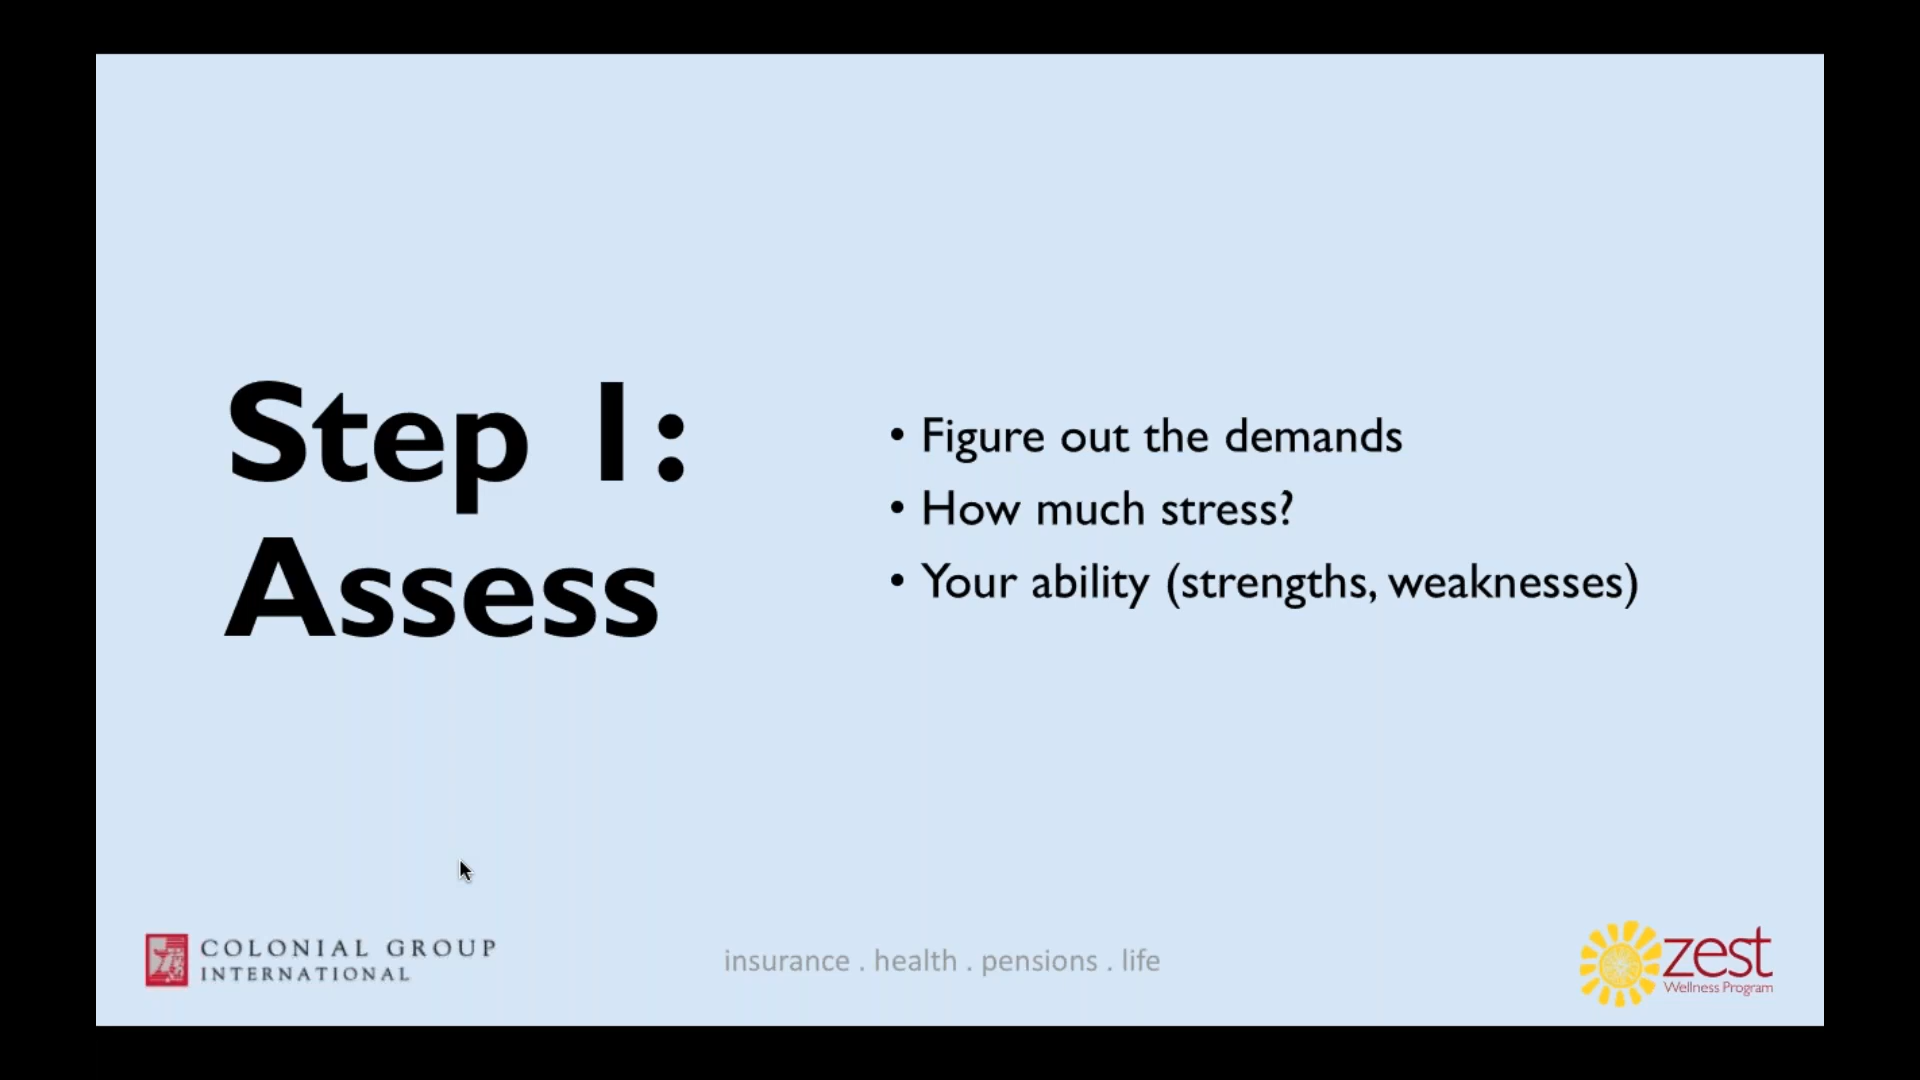 Step 1:
Assess
• Figure out the demands
• How much stress?
• Your ability (strengths, weaknesses)
COLONIAL GROUP
INTERNATIONAL
insurance . health . pensions . life
zest
Wellness Program